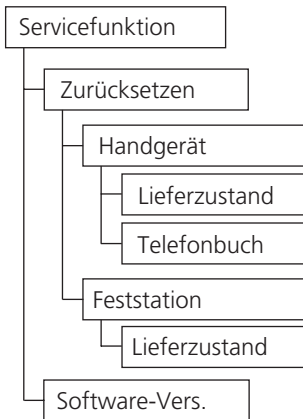 Servicefunktion
Zurücksetzen
Handgerät
Lieferzustand
Telefonbuch
Feststation
Lieferzustand
Software-Vers.